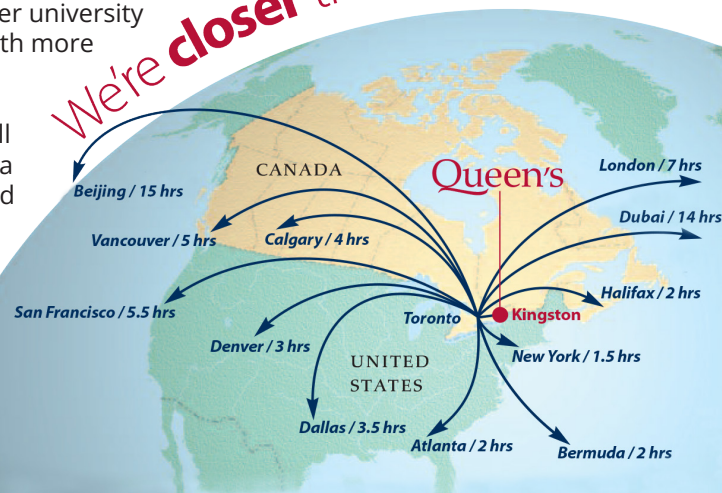 er university
th more
We're closer
ll
a
d
CANADA
Queen's
London / 7 hrs
Beijing / 15 hrs
Dubai / 14 hrs
Vancouver / 5 hrs
Calgary / 4 hrs
Halifax / 2 hrs
San Francisco / 5.5 hrs
Toronto
Kingston
Denver / 3 hrs
New York / 1.5 hrs
UNITED
STATES
Dallas / 3.5 hrs
Atlanta / 2 hrs
Bermuda / 2 hrs